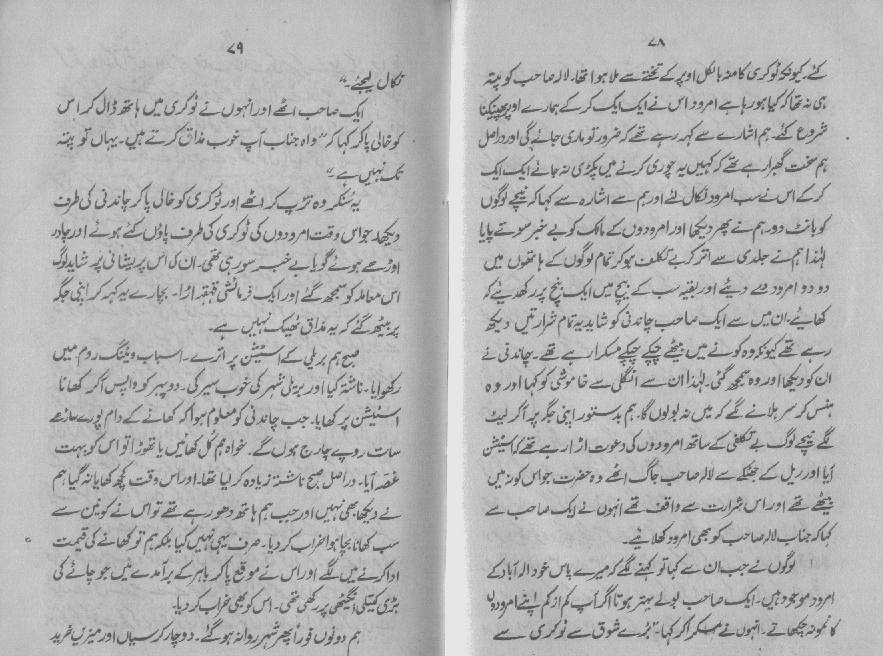 ۷۸
گئے۔ کیونکہ ٹوکری کا منہ بالکل اوپر کے تختے سے ملا ہوا تھا۔ لالہ صاحب کو پتہ
ہی نہ تھا کہ کیا ہو رہا ہے امرود اس نے ایک ایک کر کے ہمارے اوپر پھینکنا
شروع کئے۔ ہم اشارے سے کہہ رہے تھے کہ ضرور تو ماری جائے گی اور دراصل
ہم سخت گھبرا رہے تھے کہ کہیں یہ چوری کرنے میں پکڑی نہ جائے ایک ایک
کر کے اس نے سب امرود نکال لئے اور ہم سے اشارہ سے کہا کہ نیچے لوگوں
کو بانٹ دو۔ ہم نے پھر دیکھا اور امرودوں کے مالک کو بے خبر سوتے پایا
لہٰذا ہم نے جلدی سے اتر کر بے تکلف ہو کر تمام لوگوں کے ہاتھوں میں
دو دو امرود دے دیئے اور بقیہ سب کے بیچ میں ایک بنچ پر رکھ دیئے کہ
کھایئے، ان میں سے ایک صاحب چاندنی کو شاید یہ تمام شرارتیں دیکھ
رہے تھے کیونکہ وہ کونے میں بیٹھے چپکے چپکے مسکرا رہے تھے۔ چاندنی نے
ان کو دیکھا اور وہ سمجھ گئی۔ لہٰذا ان سے انگلی سے خاموشی کو کہا اور وہ
ہنس کر سر ہلانے لگے کہ میں نہ بولوں گا۔ ہم بدستور اپنی جگہ پر آ کر لیٹ
گئے نیچے لوگ بے تکلفی کے ساتھ امرودوں کی دعوت اڑا رہے تھے کہ اسٹیشن
آیا اور ریل کے جھٹکے سے لالہ صاحب جاگ اٹھے وہ حضرت جو اس کونہ میں
بیٹھے تھے اور اس شرارت سے واقف تھے انہوں نے ایک صاحب سے
کہا کہ جناب لالہ صاحب کو بھی امرود کھلایئے۔
لوگوں نے جب ان سے کہا تو کہنے لگے کہ میرے پاس خود الہ آباد کے
امرود موجود ہیں۔ ایک صاحب بولے بہتر ہوتا اگر آپ کم از کم اپنے امرودوں
کا نمونہ چکھاتے۔ انہوں نے مسکرا کر کہا۔ "بڑے شوق سے ٹوکری سے
۷۹
نکال لیجئے۔"
ایک صاحب اٹھے اور انہوں نے ٹوکری میں ہاتھ ڈال کر اس
کو خالی پا کر کہا کہ "واہ جناب آپ خوب مذاق کرتے ہیں۔ یہاں تو پتہ
تک نہیں ہے۔"
یہ سنکر وہ تڑپ کر اٹھے اور ٹوکری کو خالی پا کر چاندنی کی طرف
دیکھا۔ جو اس وقت امرودوں کی ٹوکری کی طرف پاؤں کئے ہوئے اور چادر
اوڑھے ہوئے گویا بے خبر سو رہی تھی۔ ان کی اس پریشانی پر شاید لوگ
اس معاملہ کو سمجھ گئے اور ایک فرمائشی قہقہہ اڑا۔ بچارے یہ کہہ کر اپنی جگہ
پر بیٹھ گئے کہ یہ مذاق ٹھیک نہیں ہے۔
صبح ہم بریلی کے اسٹیشن پر اترے۔ اسباب ویٹنگ روم میں
رکھوایا۔ ناشتہ کیا اور بریلی شہر کی خوب سیر کی۔ دوپہر کو واپس آ کر کھانا
اسٹیشن پر کھایا۔ جب چاندنی کو معلوم ہوا کہ کھانے کے دام پورے ساڑھے
سات روپے چارج ہوں گے۔ خواہ ہم کل کھائیں یا تھوڑا تو اس کو بہت
غصہ آیا۔ دراصل صبح ناشتہ زیادہ کر لیا تھا۔ اور اس وقت کچھ کھایا نہ گیا ہم
نے دیکھا بھی نہیں اور جب ہم ہاتھ دھو رہے تھے تو اس نے کونین سے
سب کھانا بچا ہوا خراب کر دیا۔ صرف یہی نہیں کیا بلکہ ہم تو کھانے کی قیمت
ادا کرنے میں لگے اور اس نے موقع پا کر باہر کے برآمدے میں جو چائے کی
بڑی کیتلی انگیٹھی پر رکھی تھی۔ اس کو بھی خراب کر دیا۔
ہم دونوں فوراً پھر شہر روانہ ہو گئے۔ دو چار کرسیاں اور میزیں خرید